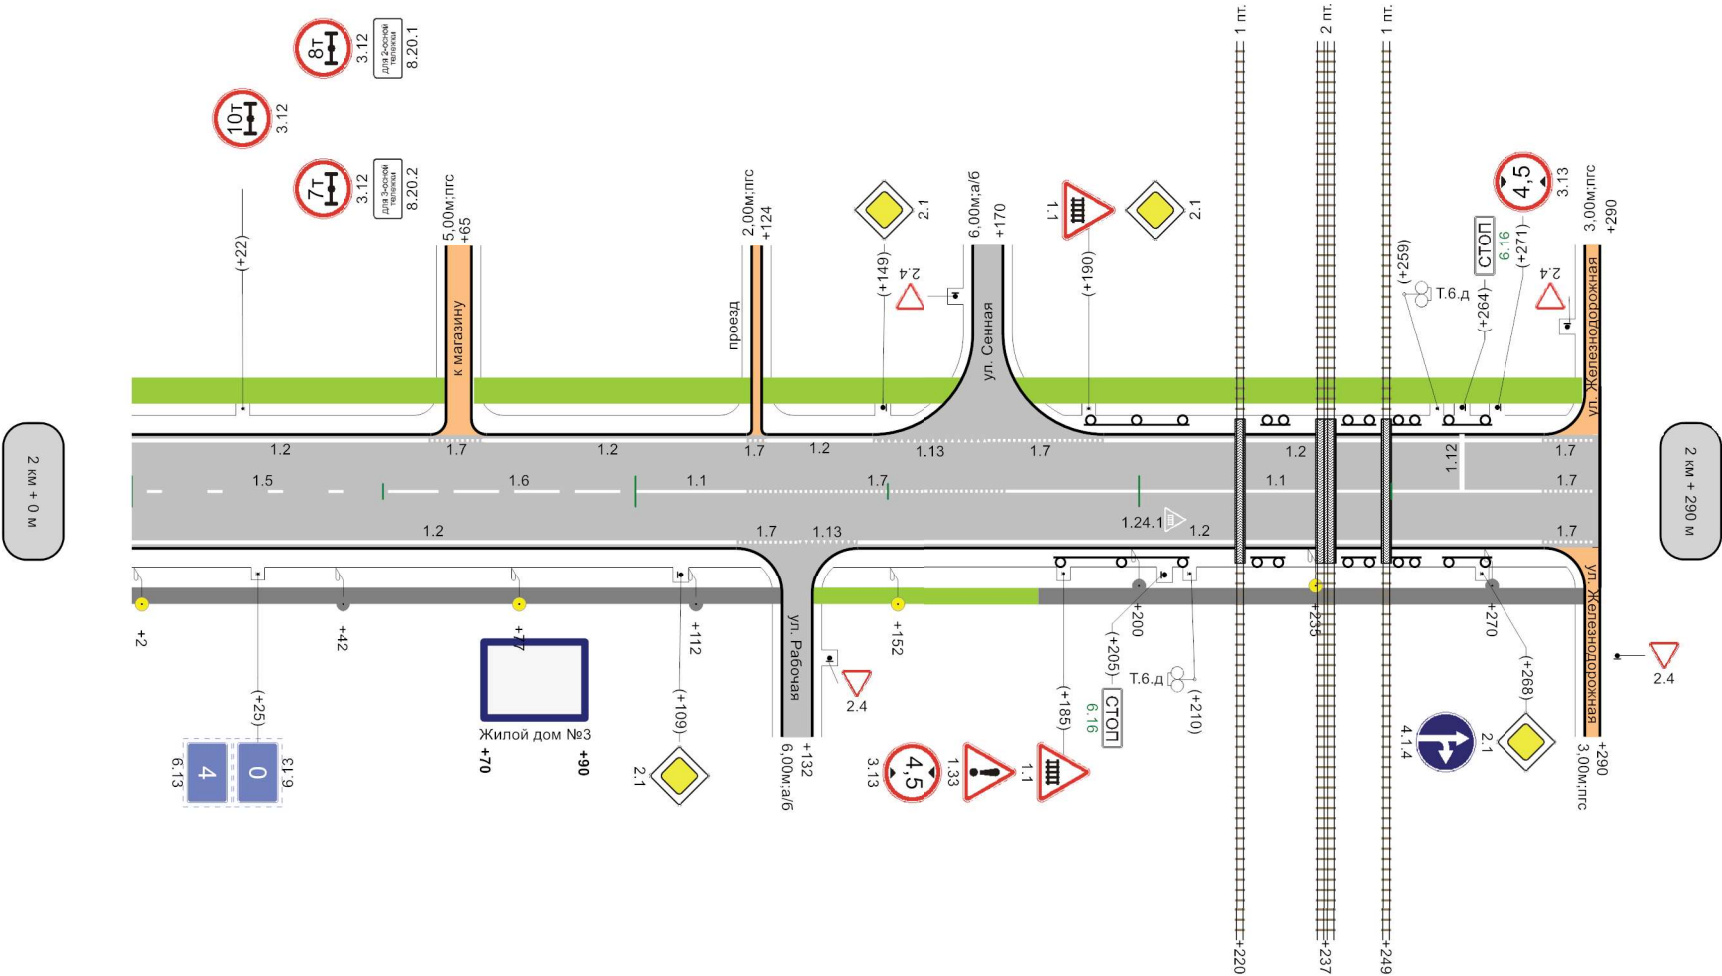 8т
3.12
для 2-осной
тележки
8.20.1
10т
3.12
7т
3.12
для 3-осной
тележки
8.20.2
(+22)
5,00м;пгс
+65
к магазину
2,00м;пгс
+124
проезд
2.1
(+149)
2.4
6,00м;а/б
+170
ул. Сенная
1.1
2.1
(+190)
1 пт.
2 пт.
1 пт.
(+259)
Т.6.д
СТОП
6.16
(+264)
4,5
3.13
(+271)
2.4
3,00м;пгс
+290
ул. Железнодорожная
2 км + 0 м
2 км + 290 м
1.2
1.7
1.2
1.7
1.2
1.13
1.7
1.2
1.12
1.7
1.5
1.6
1.1
1.7
1.1
1.7
1.2
1.7
1.13
1.24.1
1.2
1.7
+2
+42
+77
+112
+152
+200
+235
+270
(+25)
4
6.13
0
6.13
Жилой дом №3
+70
+90
(+109)
2.1
ул. Рабочая
+132
6,00м;а/б
2.4
4,5
3.13
1.33
1.1
(+185)
(+205)
СТОП
6.16
Т.6.д
(+210)
(+268)
4.1.4
2.1
ул. Железнодорожная
+290
3,00м;пгс
2.4
+220
+237
+249